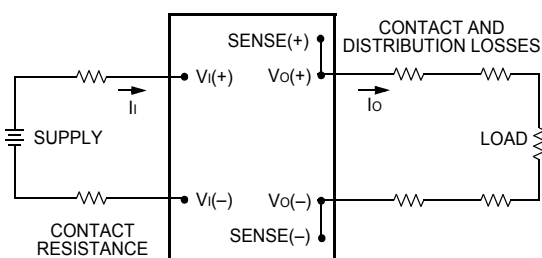 CONTACT AND
DISTRIBUTION LOSSES
SENSE(+)
VI(+)
VO(+)
II
IO
SUPPLY
LOAD
VI(–)
VO(–)
CONTACT
RESISTANCE
SENSE(–)